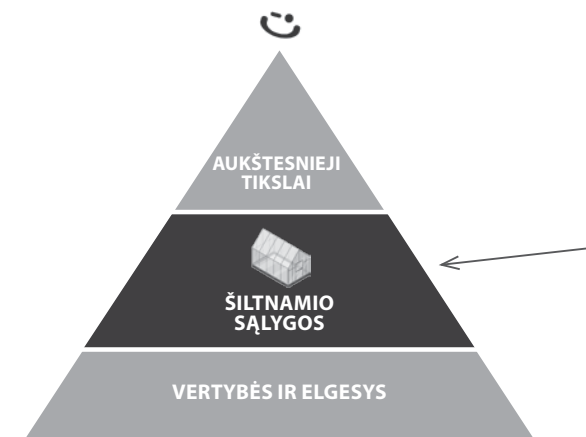 AUKŠTESNIEJI
TIKSLAI
ŠILTNAMIO
SĄLYGOS
VERTYBĖS IR ELGESYS